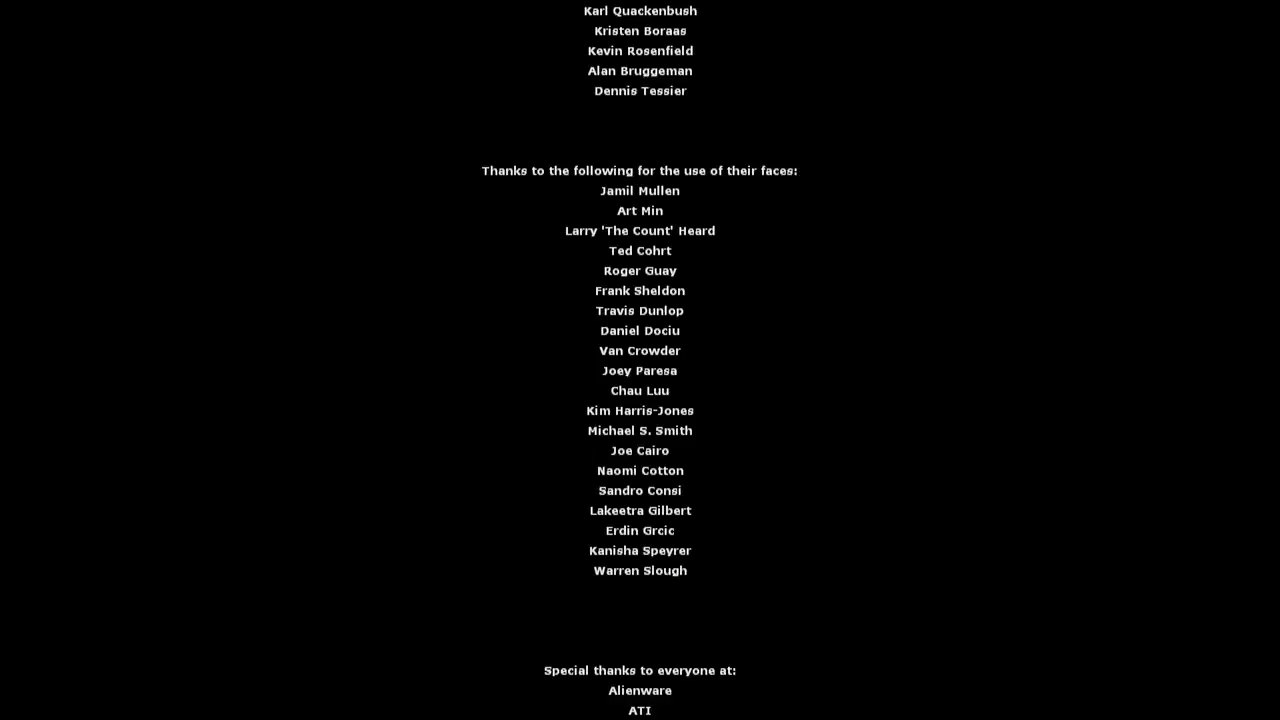 Karl Quackenbush
Kristen Boraas
Kevin Rosenfield
Alan Bruggeman
Dennis Tessier
Thanks to the following for the use of their faces:
Jamil Mullen
Art Min
Larry 'The Count' Heard
Ted Cohrt
Roger Guay
Frank Sheldon
Travis Dunlop
Daniel Dociu
Van Crowder
Joey Paresa
Chau Luu
Kim Harris-Jones
Michael S. Smith
Joe Cairo
Naomi Cotton
Sandro Consi
Lakeetra Gilbert
Erdin Grcic
Kanisha Speyrer
Warren Slough
Special thanks to everyone at:
Alienware
ATI